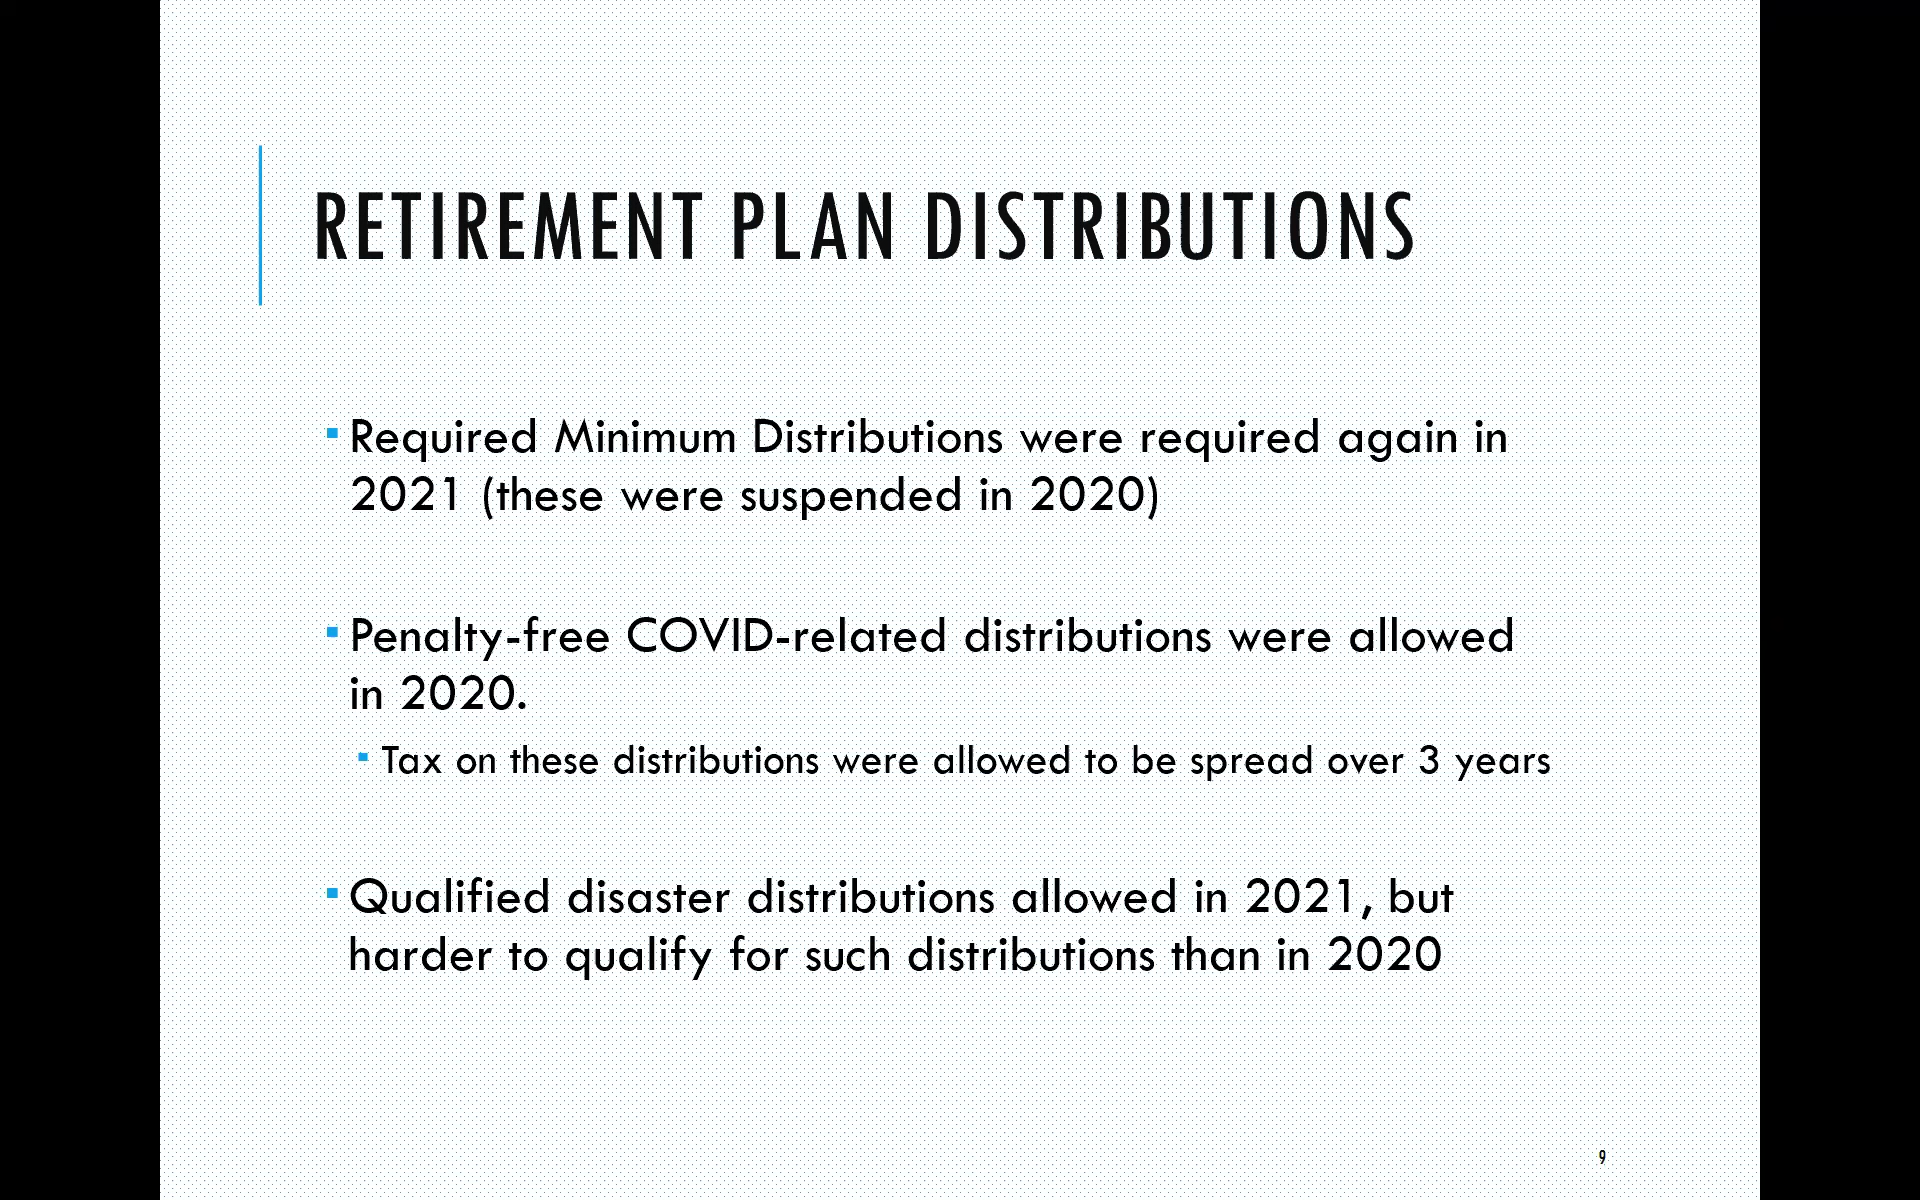 RETIREMENT PLAN DISTRIBUTIONS
Required Minimum Distributions were required again in
2021 (these were suspended in 2020)
Penalty-free COVID-related distributions were allowed
in 2020.
Tax on these distributions were allowed to be spread over 3 years
Qualified disaster distributions allowed in 2021, but
harder to qualify for such distributions than in 2020
9